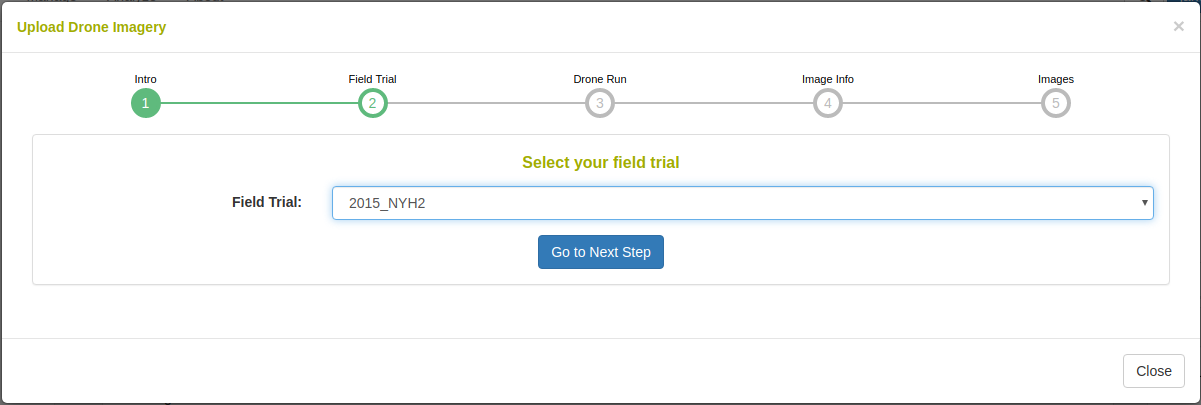 Upload Drone Imagery ×
Intro Field Trial Drone Run Image Info Images
1 2 3 4 5
Select your field trial
Field Trial: 2015_NYH2
Go to Next Step
Close